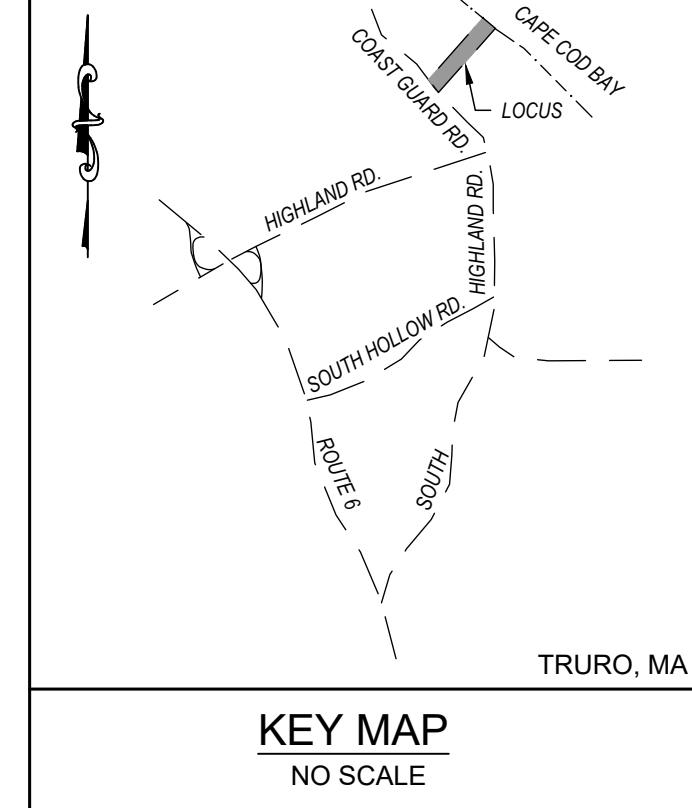 CAPE COD BAY
COAST GUARD RD.
LOCUS
HIGHLAND RD.
HIGHLAND RD.
SOUTH HOLLOW RD.
ROUTE 6
SOUTH
TRURO, MA
KEY MAP
NO SCALE